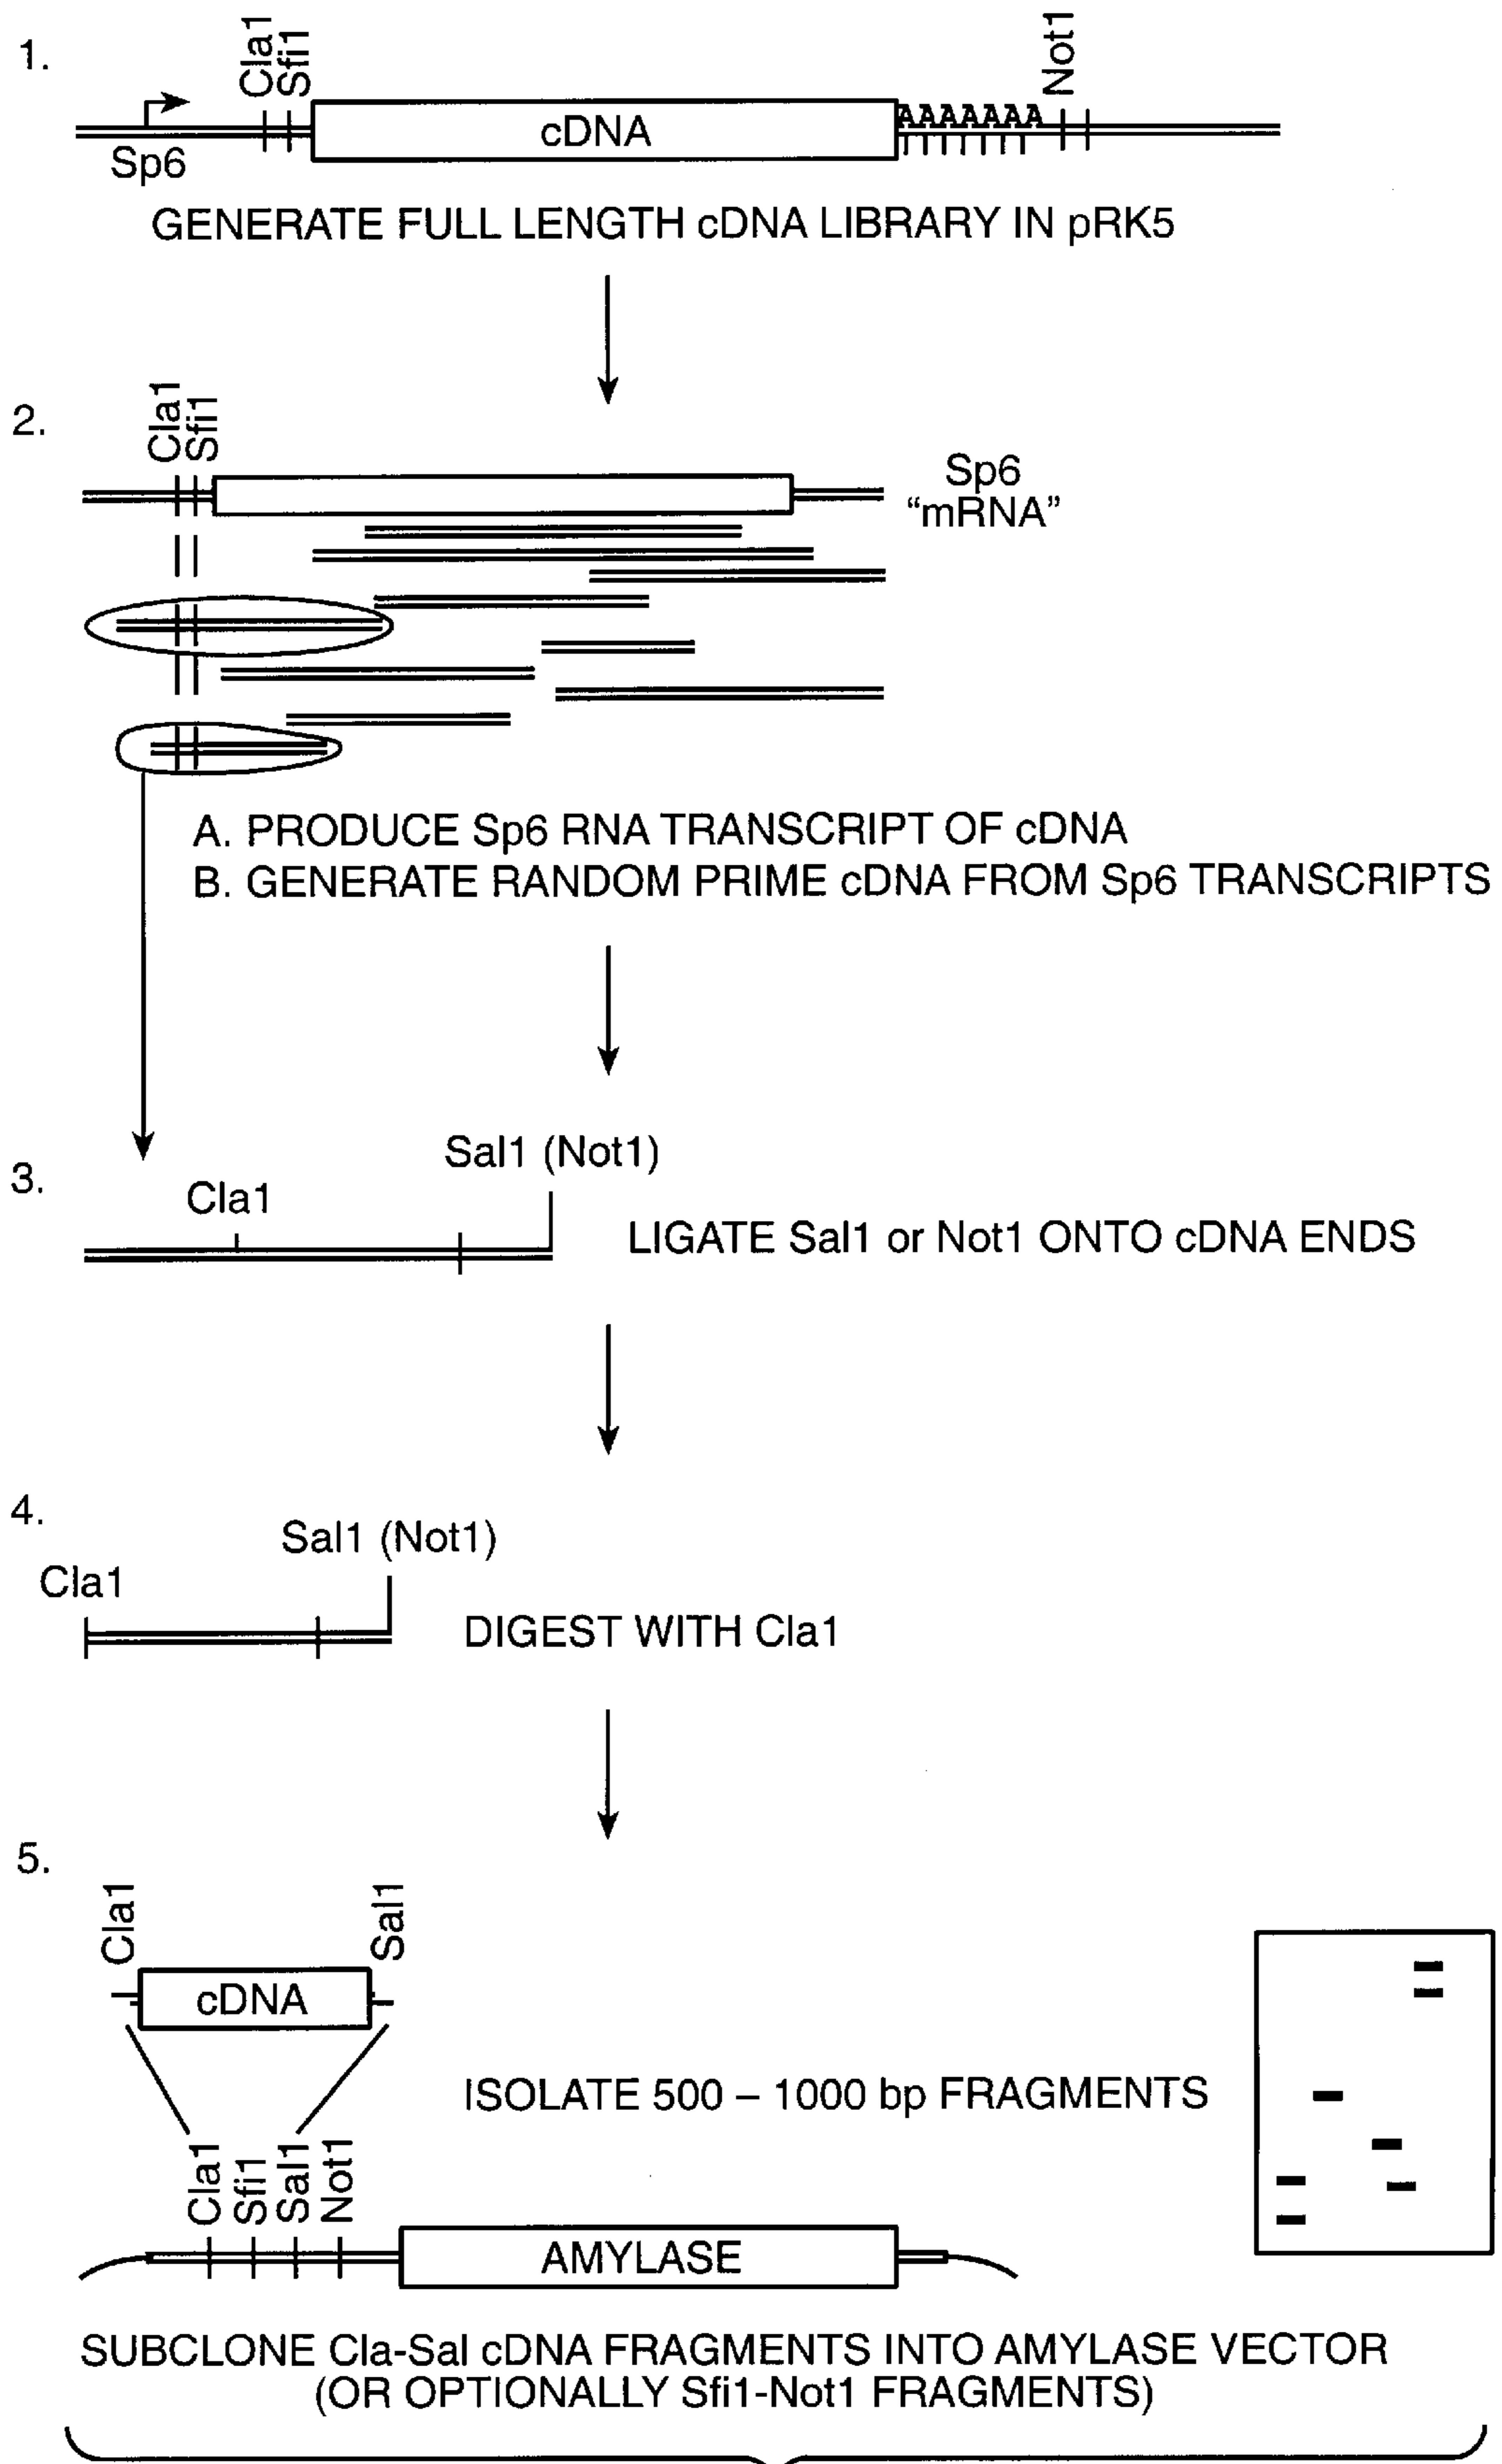 1.
Cla1
Sfi1
Not1
cDNA
AAAAAAA
Sp6
GENERATE FULL LENGTH cDNA LIBRARY IN pRK5
2.
Cla1
Sfi1
Sp6
“mRNA”
A. PRODUCE Sp6 RNA TRANSCRIPT OF cDNA
B. GENERATE RANDOM PRIME cDNA FROM Sp6 TRANSCRIPTS
3.
Sal1 (Not1)
Cla1
LIGATE Sal1 or Not1 ONTO cDNA ENDS
4.
Sal1 (Not1)
Cla1
DIGEST WITH Cla1
5.
Cla1
Sal1
cDNA
ISOLATE 500 – 1000 bp FRAGMENTS
Cla1
Sfi1
Sal1
Not1
AMYLASE
SUBCLONE Cla-Sal cDNA FRAGMENTS INTO AMYLASE VECTOR
(OR OPTIONALLY Sfi1-Not1 FRAGMENTS)